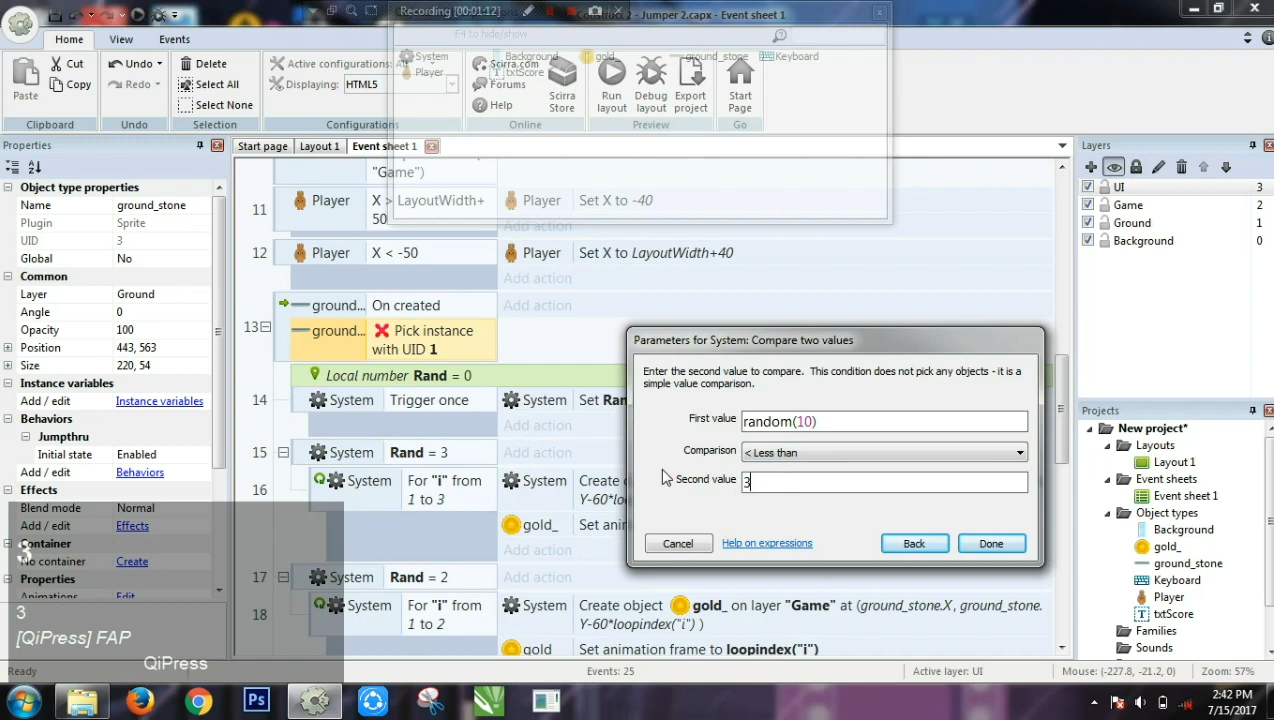 Recording [00:01:12]
Construct 2 - Jumper 2.capx - Event sheet 1
Home
View
Events
F4 to hide/show
Cut
Copy
Paste
Clipboard
Undo
Redo
Undo
Delete
Select All
Select None
Selection
Active configurations:
Displaying:
HTML5
Configurations
System
Player
Background
txtScore
gold_
ground_stone
Keyboard
Scirra.com
Forums
Help
Scirra
Store
Online
Run
layout
Debug
layout
Export
project
Preview
Start
Page
Go
Properties
Object type properties
Name ground_stone
Plugin Sprite
UID 3
Global No
Common
Layer Ground
Angle 0
Opacity 100
Position 443, 563
Size 220, 54
Instance variables
Add / edit Instance variables
Behaviors
Jumpthru
Initial state Enabled
Add / edit Behaviors
Effects
Blend mode Normal
Add / edit Effects
Container
No container Create
Properties
Animations Edit
3
3
[QiPress] FAP
QiPress
Start page
Layout 1
Event sheet 1
"Game")
11 Player X > LayoutWidth+
50
Player Set X to -40
Add action
12 Player X < -50 Player Set X to LayoutWidth+40
Add action
13 ground... On created Add action
ground... Pick instance
with UID 1
Local number Rand = 0
14 System Trigger once System Set Ran
15 System Rand = 3 Add action
16 System For "i" from
1 to 3
System Create o
Y-60*loopi
gold_ Set anim
Add action
17 System Rand = 2 Add action
18 System For "i" from
1 to 2
System Create object gold_ on layer "Game" at (ground_stone.X, ground_stone.
Y-60*loopindex("i") )
gold Set animation frame to loopindex("i")
Parameters for System: Compare two values
Enter the second value to compare. This condition does not pick any objects - it is a
simple value comparison.
First value random(10)
Comparison < Less than
Second value 3
Cancel
Help on expressions
Back
Done
Layers
UI 3
Game 2
Ground 1
Background 0
Projects
New project*
Layouts
Layout 1
Event sheets
Event sheet 1
Object types
Background
gold_
ground_stone
Keyboard
Player
txtScore
Families
Sounds
Ready
Events: 25
Active layer: UI
Mouse: (-227.8, -21.2, 0)
Zoom: 57%
Ps
2:42 PM
7/15/2017